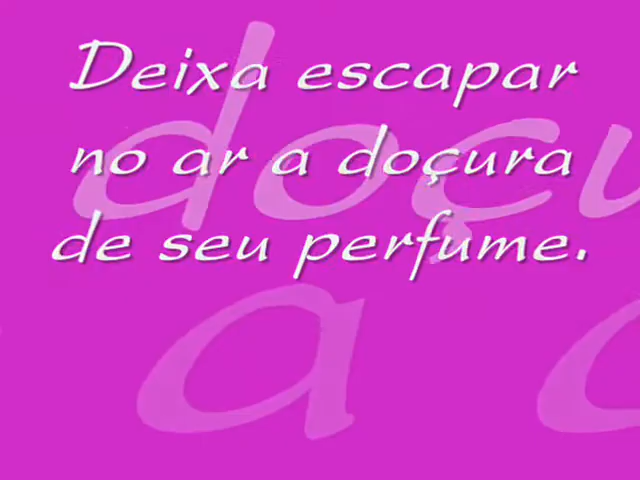 Deixa escapar
no ar a doçura
de seu perfume.